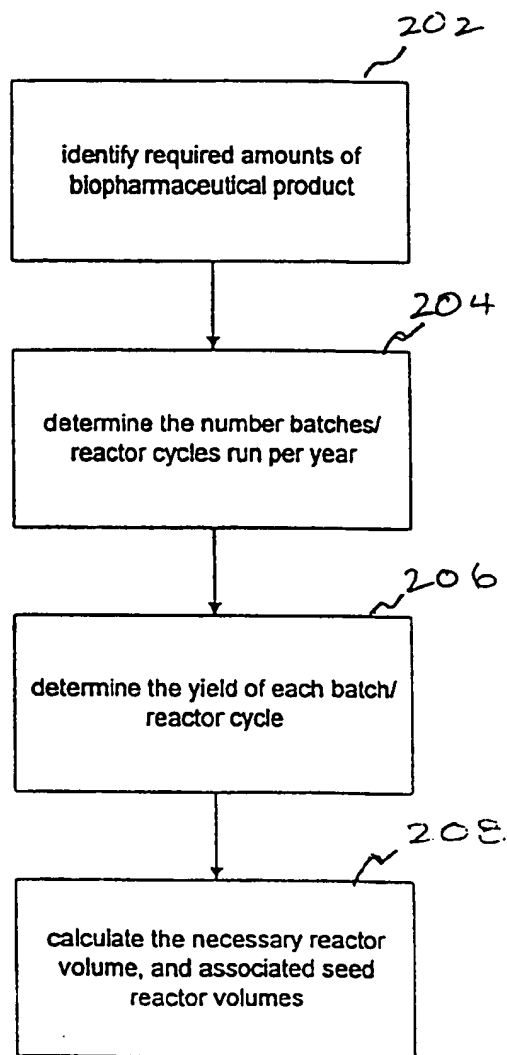 202
identify required amounts of
biopharmaceutical product
204
determine the number batches/
reactor cycles run per year
206
determine the yield of each batch/
reactor cycle
208
calculate the necessary reactor
volume, and associated seed
reactor volumes